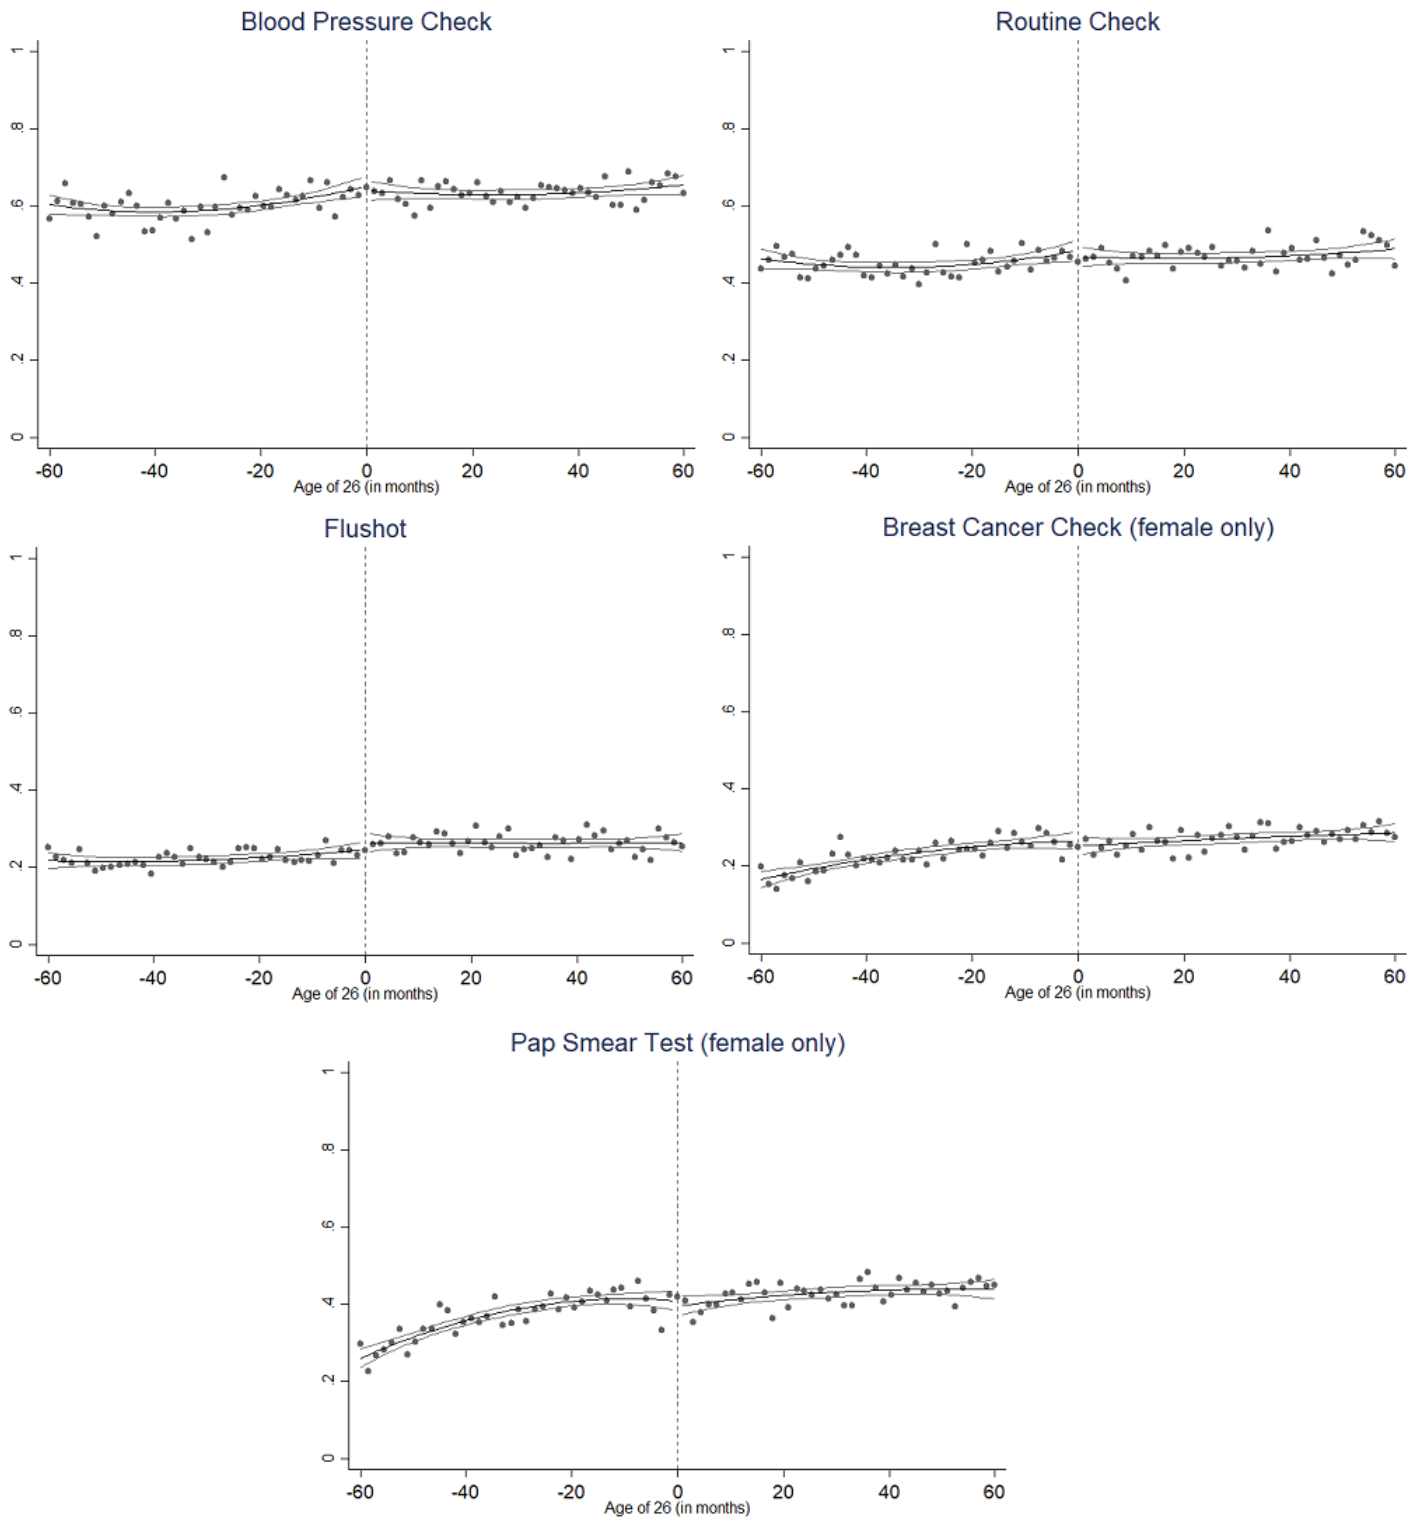 Blood Pressure Check
1
.8
.6
.4
.2
0
-60 -40 -20 0 20 40 60
Age of 26 (in months)
Routine Check
1
.8
.6
.4
.2
0
-60 -40 -20 0 20 40 60
Age of 26 (in months)
Flushot
1
.8
.6
.4
.2
0
-60 -40 -20 0 20 40 60
Age of 26 (in months)
Breast Cancer Check (female only)
1
.8
.6
.4
.2
0
-60 -40 -20 0 20 40 60
Age of 26 (in months)
Pap Smear Test (female only)
1
.8
.6
.4
.2
0
-60 -40 -20 0 20 40 60
Age of 26 (in months)